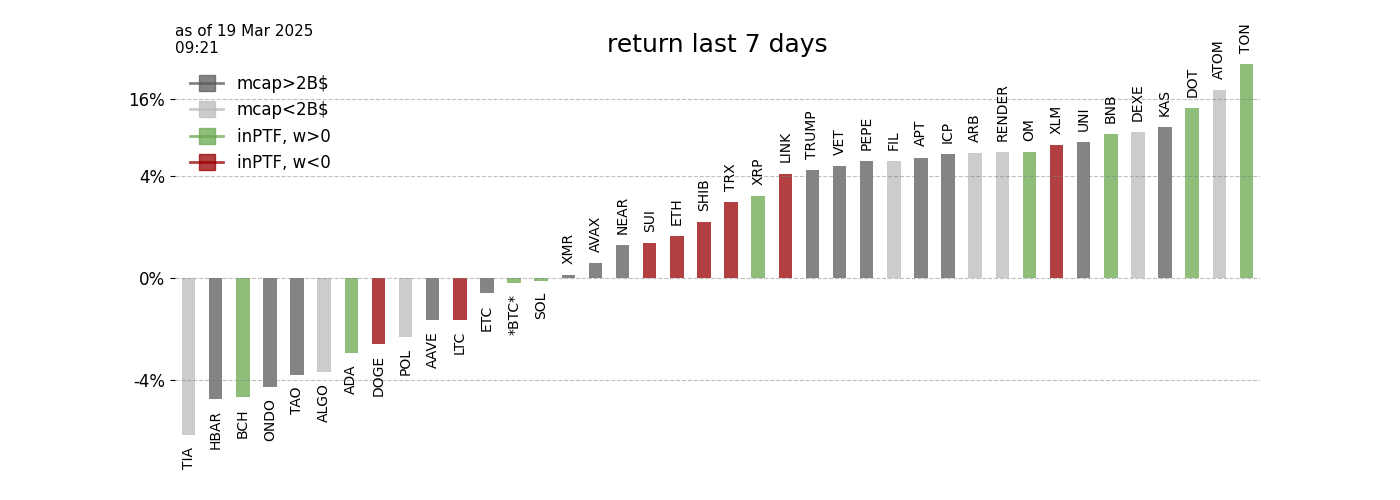 as of 19 Mar 2025
09:21
return last 7 days
mcap>2B$
mcap<2B$
inPTF, w>0
inPTF, w<0
16%
4%
0%
-4%
TIA
HBAR
BCH
ONDO
TAO
ALGO
ADA
DOGE
POL
AAVE
LTC
ETC
*BTC*
SOL
XMR
AVAX
NEAR
SUI
ETH
SHIB
TRX
XRP
LINK
TRUMP
VET
PEPE
FIL
APT
ICP
ARB
RENDER
OM
XLM
UNI
BNB
DEXE
KAS
DOT
ATOM
TON